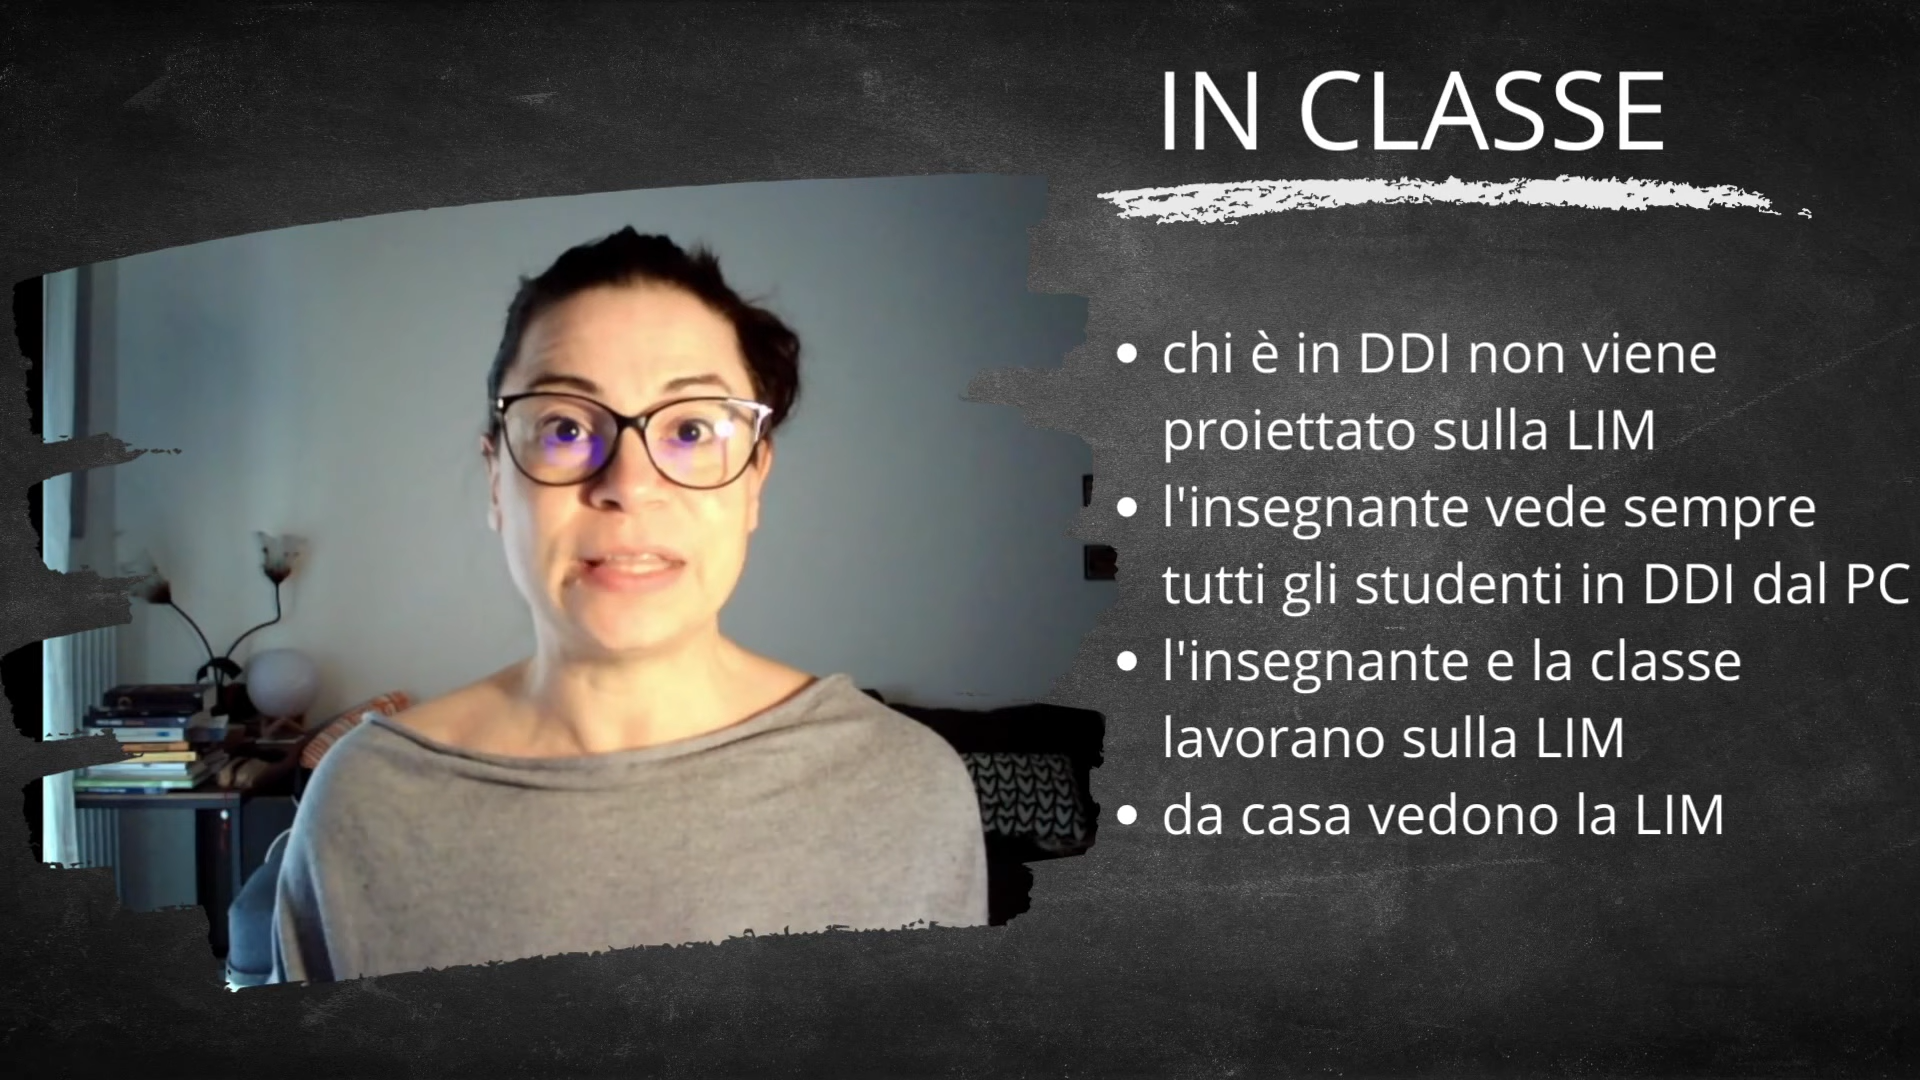 IN CLASSE
• chi è in DDI non viene
proiettato sulla LIM
• l'insegnante vede sempre
tutti gli studenti in DDI dal PC
• l'insegnante e la classe
lavorano sulla LIM
• da casa vedono la LIM